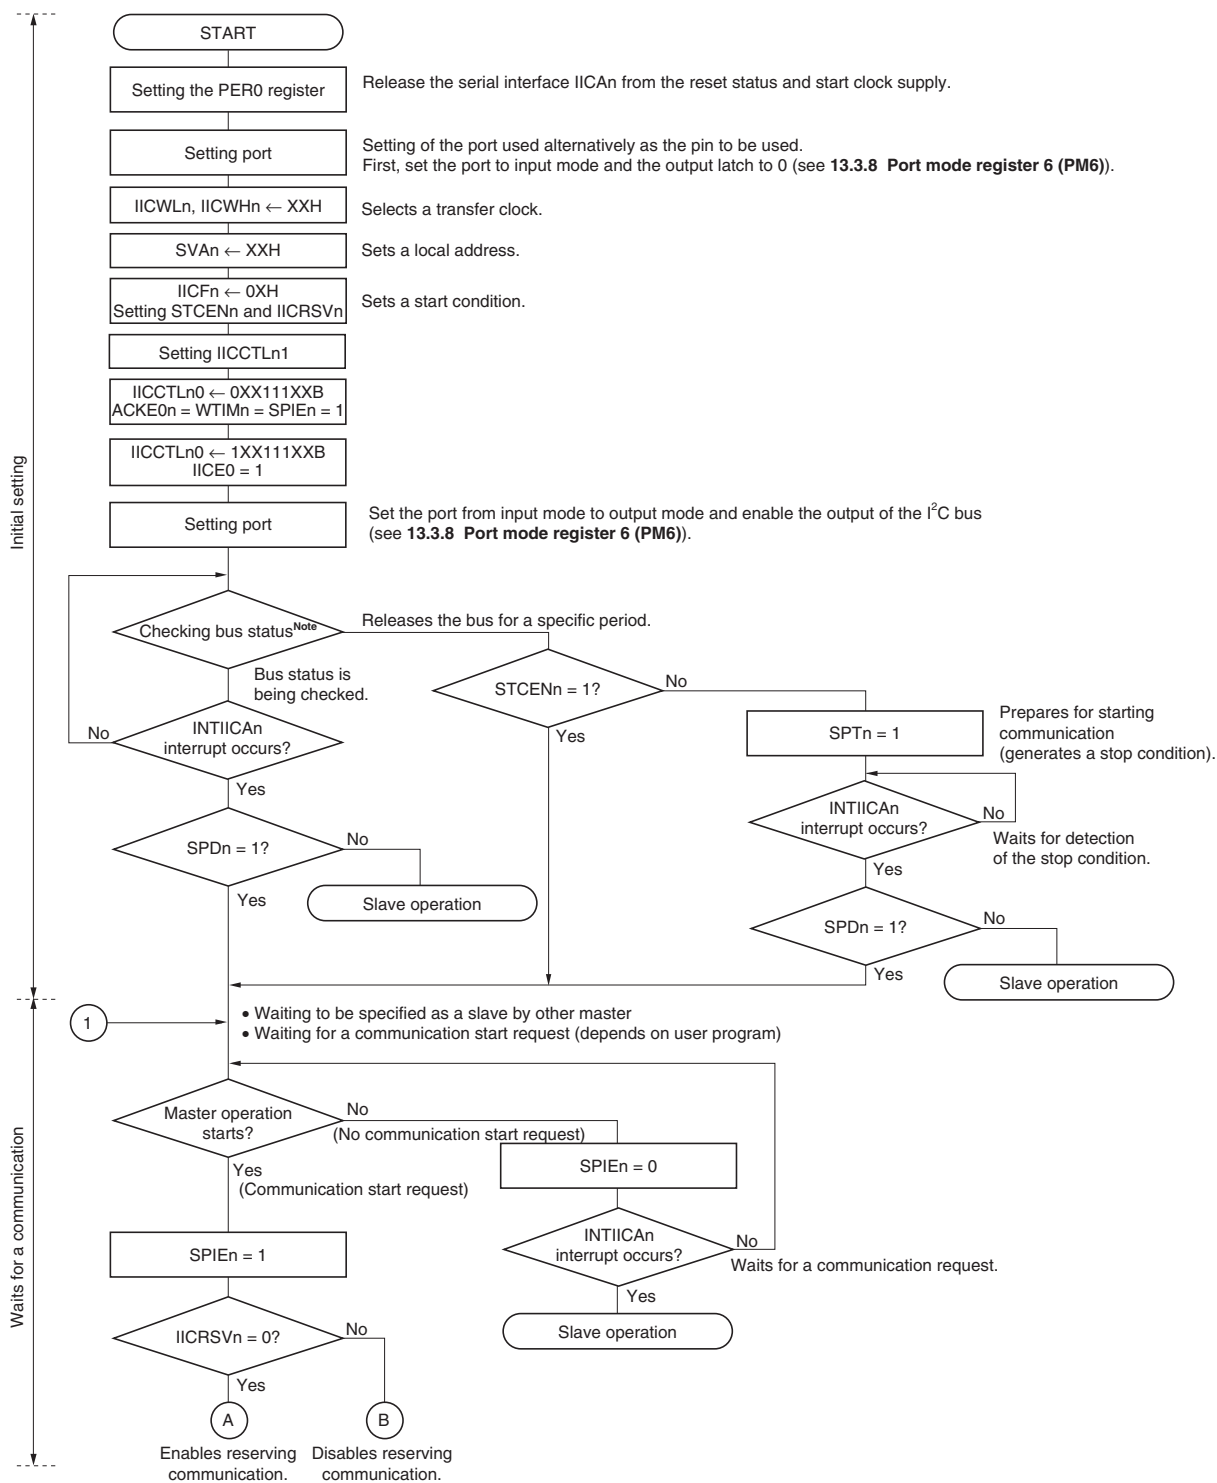 START
Setting the PER0 register
Release the serial interface IICAn from the reset status and start clock supply.
Setting port
Setting of the port used alternatively as the pin to be used.
First, set the port to input mode and the output latch to 0 (see 13.3.8 Port mode register 6 (PM6)).
IICWLn, IICWHn ← XXH
Selects a transfer clock.
SVAn ← XXH
Sets a local address.
IICFn ← 0XH
Setting STCENn and IICRSVn
Sets a start condition.
Setting IICCTLn1
IICCTLn0 ← 0XX111XXB
ACKE0n = WTIMn = SPIEn = 1
IICCTLn0 ← 1XX111XXB
IICE0 = 1
Setting port
Set the port from input mode to output mode and enable the output of the I2C bus
(see 13.3.8 Port mode register 6 (PM6)).
Initial setting
Checking bus statusNote
Releases the bus for a specific period.
Bus status is
being checked.
STCENn = 1?
No
Yes
SPTn = 1
Prepares for starting
communication
(generates a stop condition).
INTIICAn
interrupt occurs?
No
Yes
INTIICAn
interrupt occurs?
No
Waits for detection
of the stop condition.
Yes
SPDn = 1?
No
Yes
Slave operation
SPDn = 1?
No
Yes
Slave operation
1
• Waiting to be specified as a slave by other master
• Waiting for a communication start request (depends on user program)
Waits for a communication
Master operation
starts?
No
(No communication start request)
Yes
(Communication start request)
SPIEn = 0
INTIICAn
interrupt occurs?
No
Waits for a communication request.
Yes
Slave operation
SPIEn = 1
IICRSVn = 0?
No
Yes
A
B
Enables reserving
communication.
Disables reserving
communication.